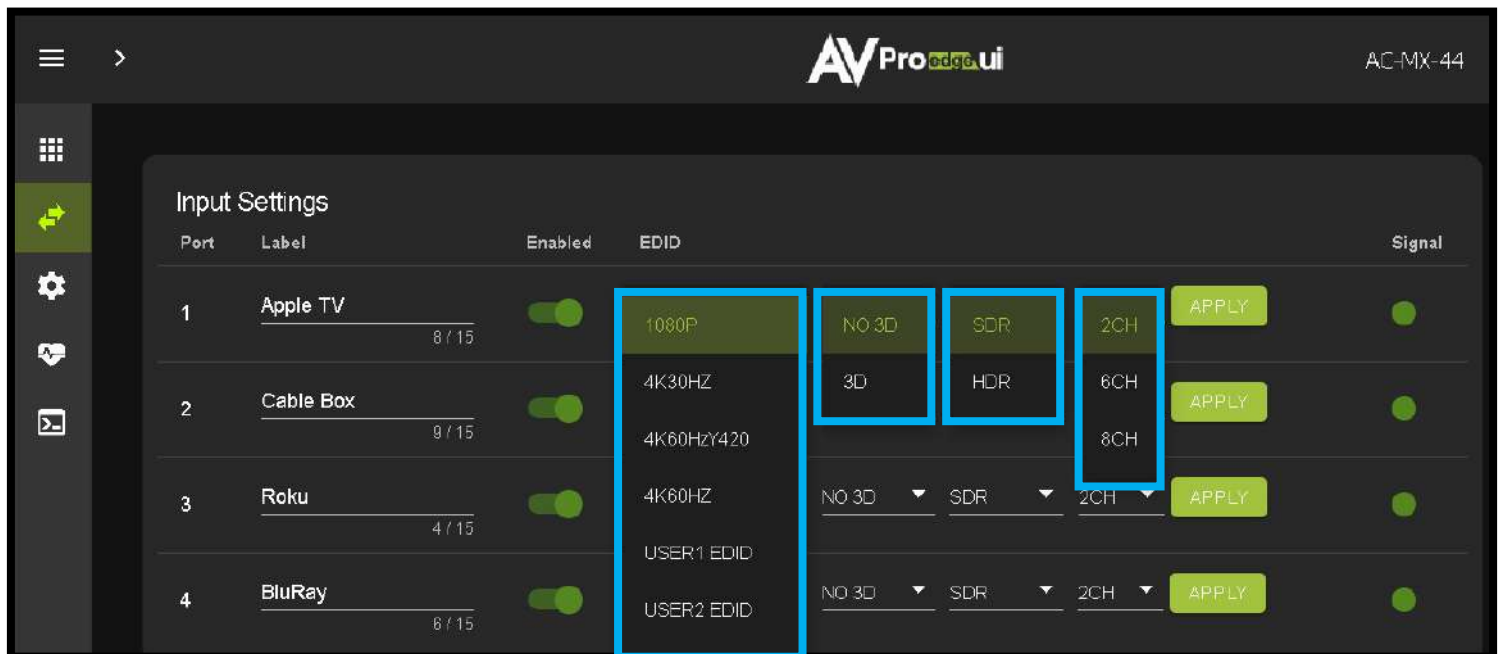 AVPro edge.ui
AC-MX-44
Input Settings
Port Label Enabled EDID Signal
1 Apple TV 1080P NO 3D SDR 2CH APPLY
8 / 15
4K30HZ 3D HDR 6CH
2 Cable Box APPLY
9 / 15
4K60HzY420 8CH
3 Roku 4K60HZ NO 3D SDR 2CH APPLY
4 / 15
USER1 EDID
4 BluRay NO 3D SDR 2CH APPLY
6 / 15
USER2 EDID